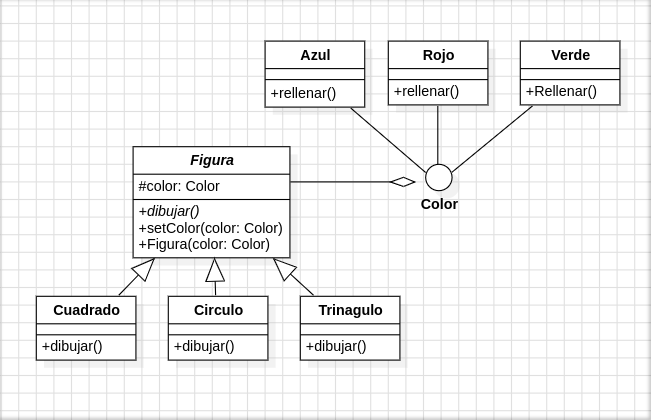 Azul
+rellenar()
Rojo
+rellenar()
Verde
+Rellenar()
Figura
#color: Color
+dibujar()
+setColor(color: Color)
+Figura(color: Color)
Color
Cuadrado
+dibujar()
Circulo
+dibujar()
Trinagulo
+dibujar()